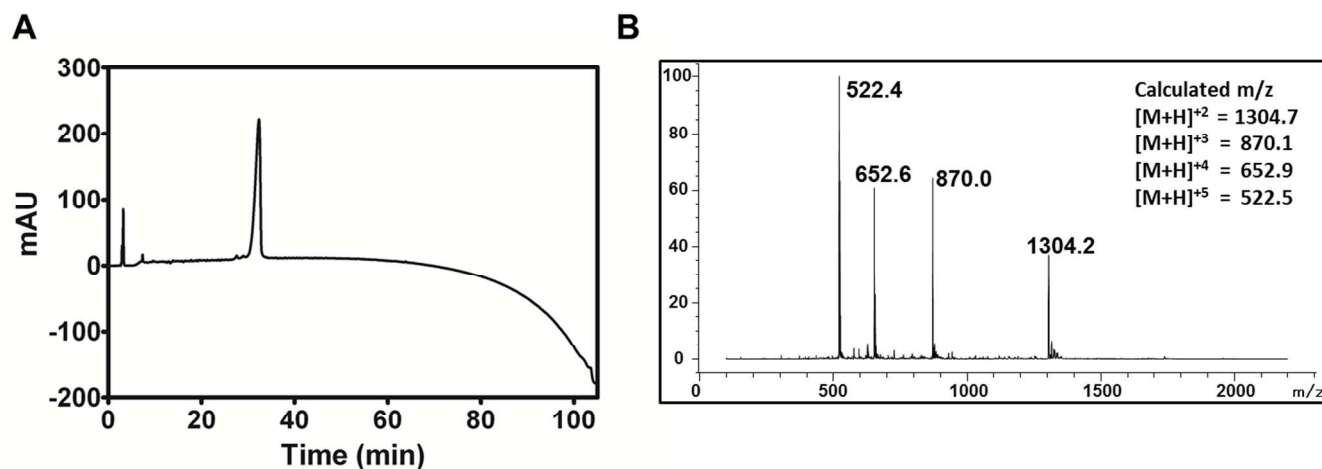 A
300
200
100
0
-100
-200
mAU
0 20 40 60 80 100
Time (min)
B
100
80
60
40
20
0
522.4
652.6
870.0
1304.2
Calculated m/z
[M+H]⁺² = 1304.7
[M+H]⁺³ = 870.1
[M+H]⁺⁴ = 652.9
[M+H]⁺⁵ = 522.5
0 500 1000 1500 2000 m/z